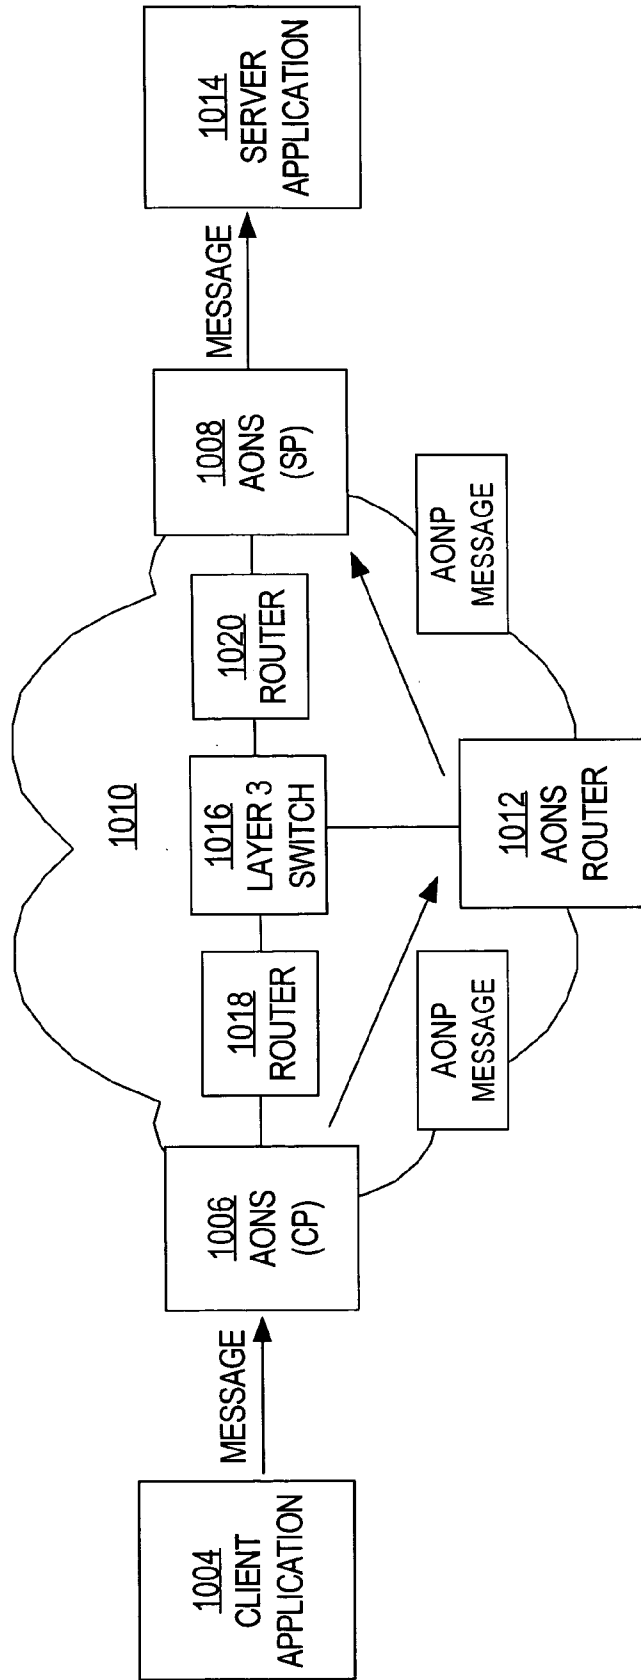 1004
CLIENT
APPLICATION
MESSAGE
1006
AONS
(CP)
1018
ROUTER
AONP
MESSAGE
1010
1016
LAYER 3
SWITCH
1012
AONS
ROUTER
1020
ROUTER
AONP
MESSAGE
1008
AONS
(SP)
MESSAGE
1014
SERVER
APPLICATION